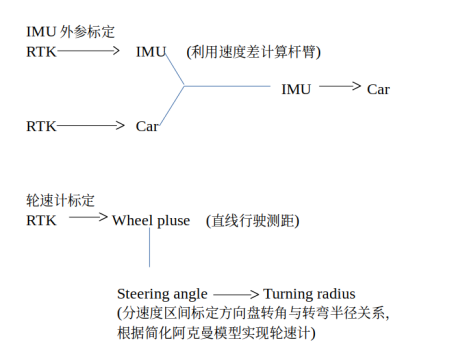 IMU 外参标定
RTK IMU (利用速度差计算杆臂)
IMU Car
RTK Car
轮速计标定
RTK Wheel pluse (直线行驶测距)
Steering angle Turning radius
(分速度区间标定方向盘转角与转弯半径关系，
根据简化阿克曼模型实现轮速计)